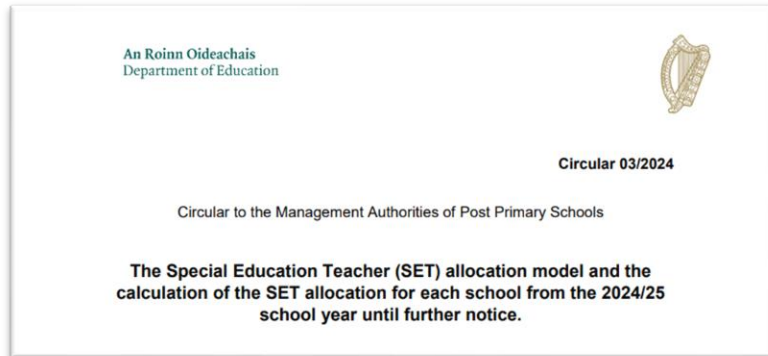 An Roinn Oideachais
Department of Education
Circular 03/2024
Circular to the Management Authorities of Post Primary Schools
The Special Education Teacher (SET) allocation model and the
calculation of the SET allocation for each school from the 2024/25
school year until further notice.